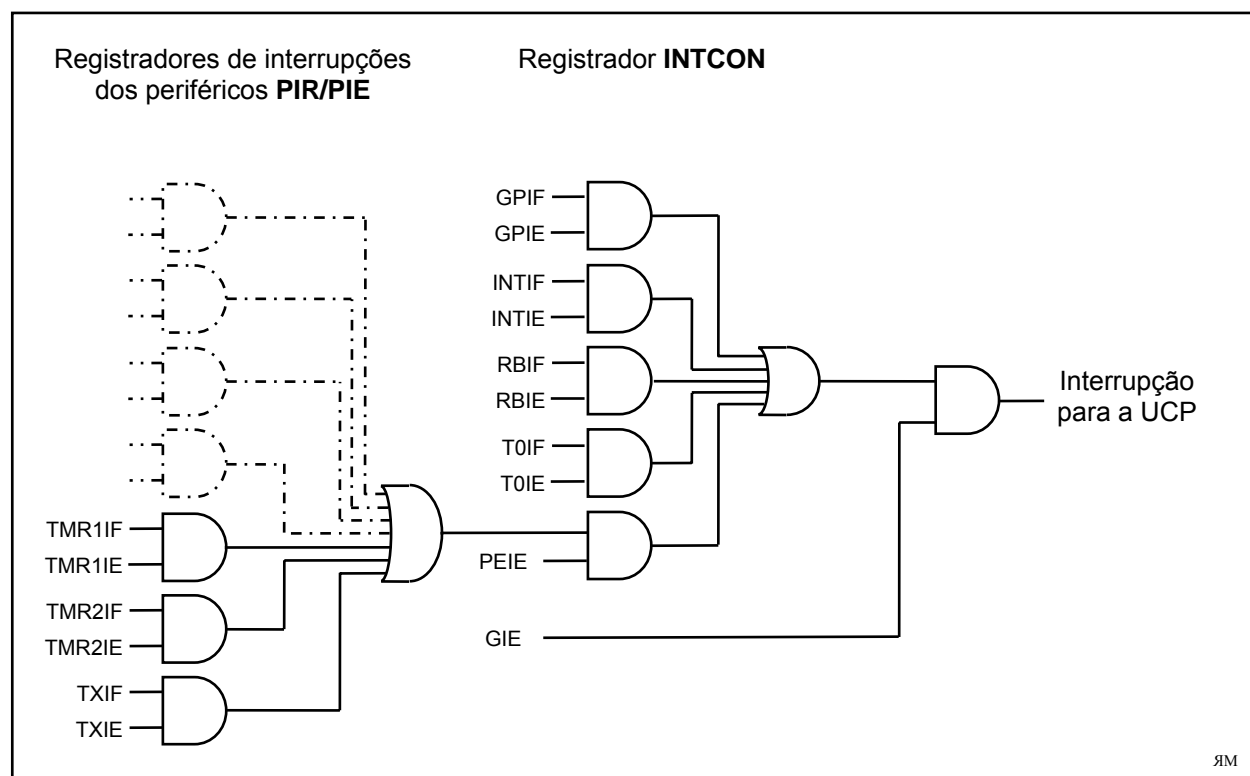 Registradores de interrupções
dos periféricos PIR/PIE
Registrador INTCON
GPIF
GPIE
INTIF
INTIE
RBIF
RBIE
T0IF
T0IE
PEIE
GIE
TMR1IF
TMR1IE
TMR2IF
TMR2IE
TXIF
TXIE
Interrupção
para a UCP
ЯM